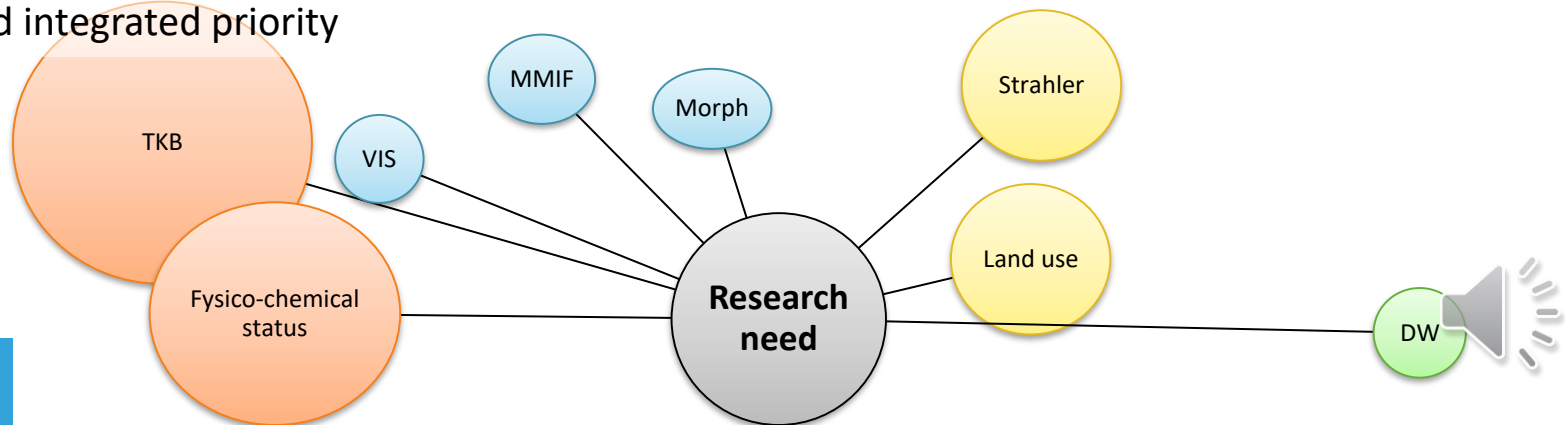 integrated priority
TKB
VIS
MMIF
Morph
Strahler
Land use
Fysico-chemical
status
Research
need
DW